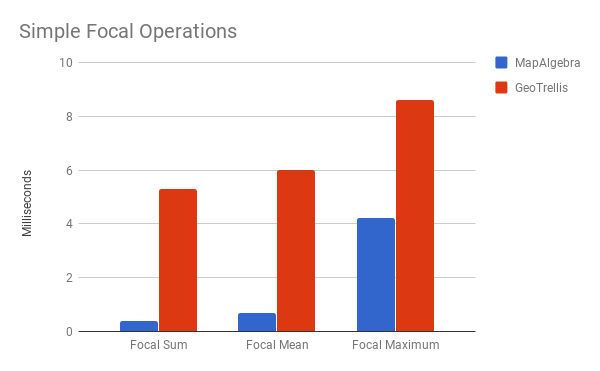 Simple Focal Operations
MapAlgebra
GeoTrellis
Milliseconds
10
8
6
4
2
0
Focal Sum
Focal Mean
Focal Maximum